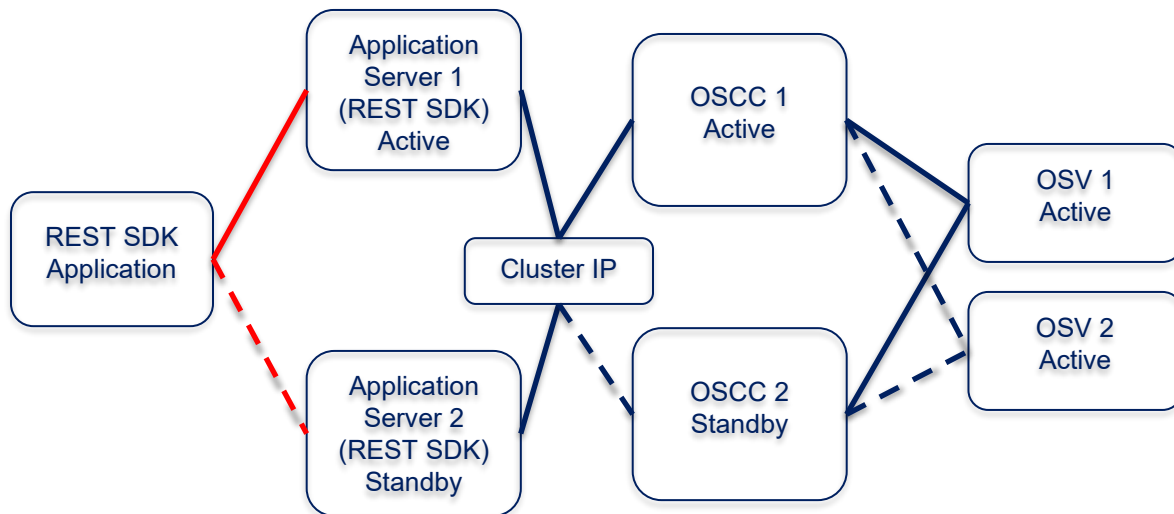 REST SDK
Application
Application
Server 1
(REST SDK)
Active
Application
Server 2
(REST SDK)
Standby
Cluster IP
OSCC 1
Active
OSCC 2
Standby
OSV 1
Active
OSV 2
Active